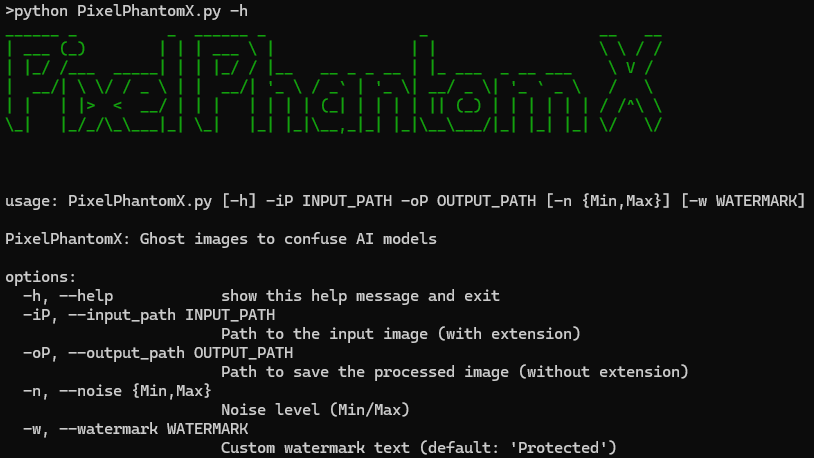 >python PixelPhantomX.py -h
PixelPhantomX
usage: PixelPhantomX.py [-h] -iP INPUT_PATH -oP OUTPUT_PATH [-n {Min,Max}] [-w WATERMARK]
PixelPhantomX: Ghost images to confuse AI models
options:
-h, --help show this help message and exit
-iP, --input_path INPUT_PATH
Path to the input image (with extension)
-oP, --output_path OUTPUT_PATH
Path to save the processed image (without extension)
-n, --noise {Min,Max}
Noise level (Min/Max)
-w, --watermark WATERMARK
Custom watermark text (default: 'Protected')